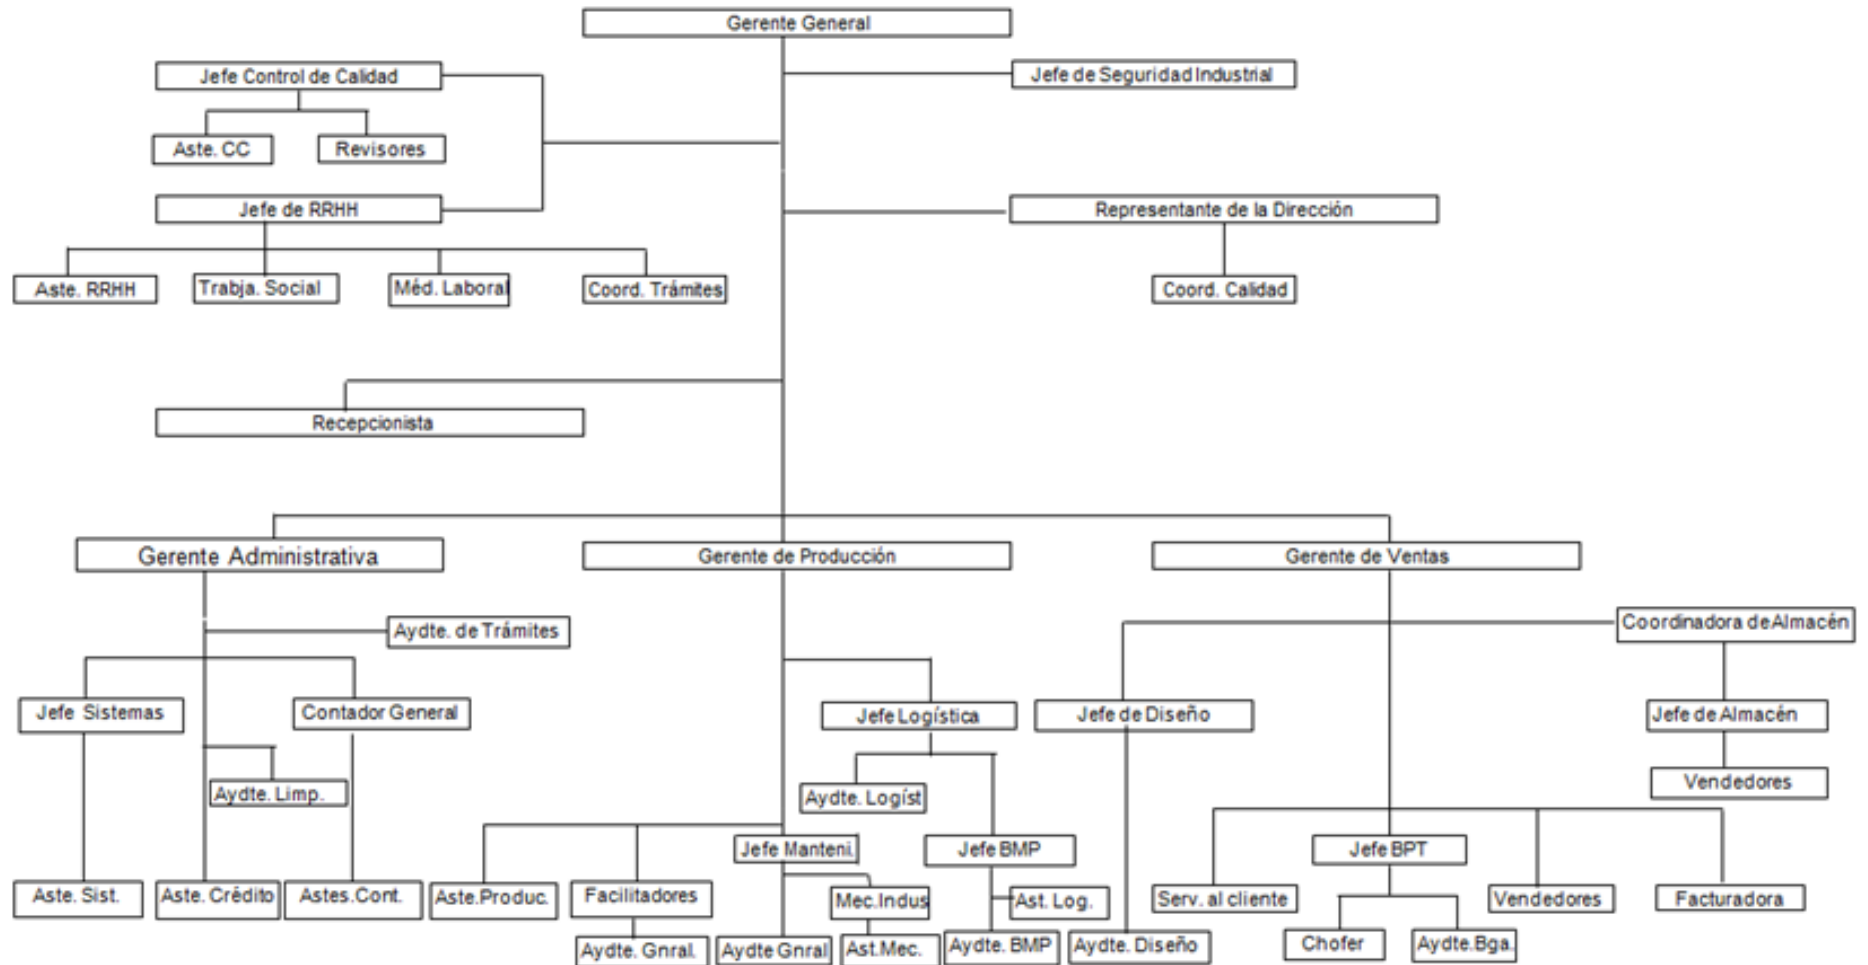 Gerente General
Jefe Control de Calidad
Jefe de Seguridad Industrial
Aste. CC
Revisores
Jefe de RRHH
Representante de la Dirección
Aste. RRHH
Trabja. Social
Méd. Laboral
Coord. Trámites
Coord. Calidad
Recepcionista
Gerente Administrativa
Gerente de Producción
Gerente de Ventas
Aydte. de Trámites
Coordinadora de Almacén
Jefe Sistemas
Contador General
Jefe Logística
Jefe de Diseño
Jefe de Almacén
Aydte. Limp.
Aydte. Logíst
Vendedores
Jefe Manteni.
Jefe BMP
Jefe BPT
Aste. Sist.
Aste. Crédito
Astes. Cont.
Aste.Produc.
Facilitadores
Mec.Indus
Ast. Log.
Serv. al cliente
Vendedores
Facturadora
Aydte. Gnral.
Aydte Gnral
Ast.Mec.
Aydte. BMP
Aydte. Diseño
Chofer
Aydte.Bga.